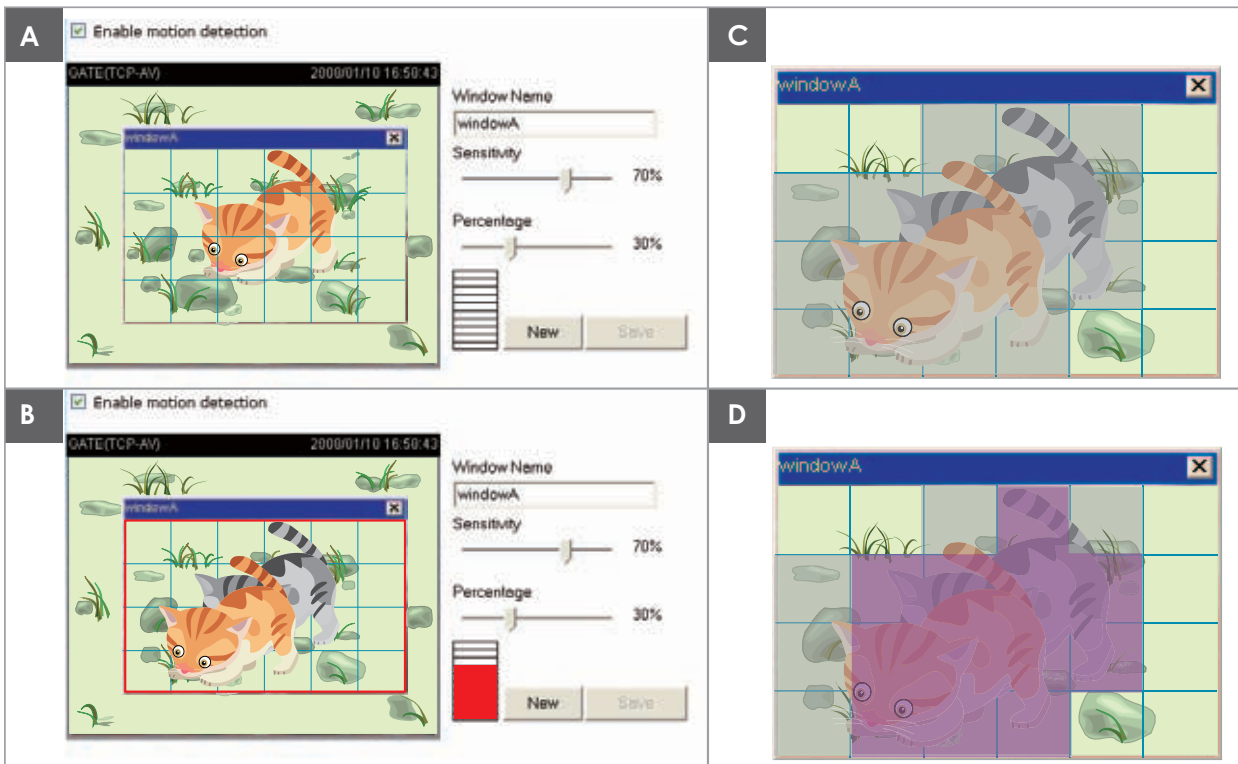 A
Enable motion detection
GATE(TCP-AV) 2000/01/10 16:50:43
windowA
Window Name
windowA
Sensitivity
70%
Percentage
30%
New Save
B
Enable motion detection
GATE(TCP-AV) 2000/01/10 16:50:43
windowA
Window Name
windowA
Sensitivity
70%
Percentage
30%
New Save
C
windowA
D
windowA